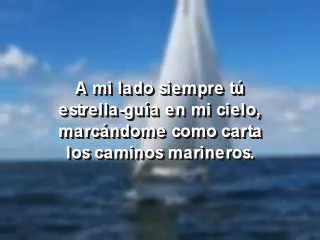 A mi lado siempre tú
estrella-guía en mi cielo,
marcándome como carta
los caminos marineros.